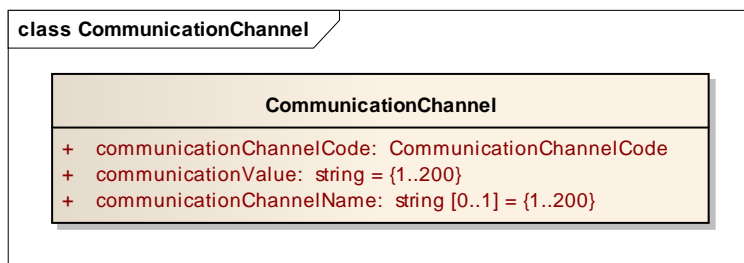 class CommunicationChannel
CommunicationChannel
+ communicationChannelCode: CommunicationChannelCode
+ communicationValue: string = {1..200}
+ communicationChannelName: string [0..1] = {1..200}